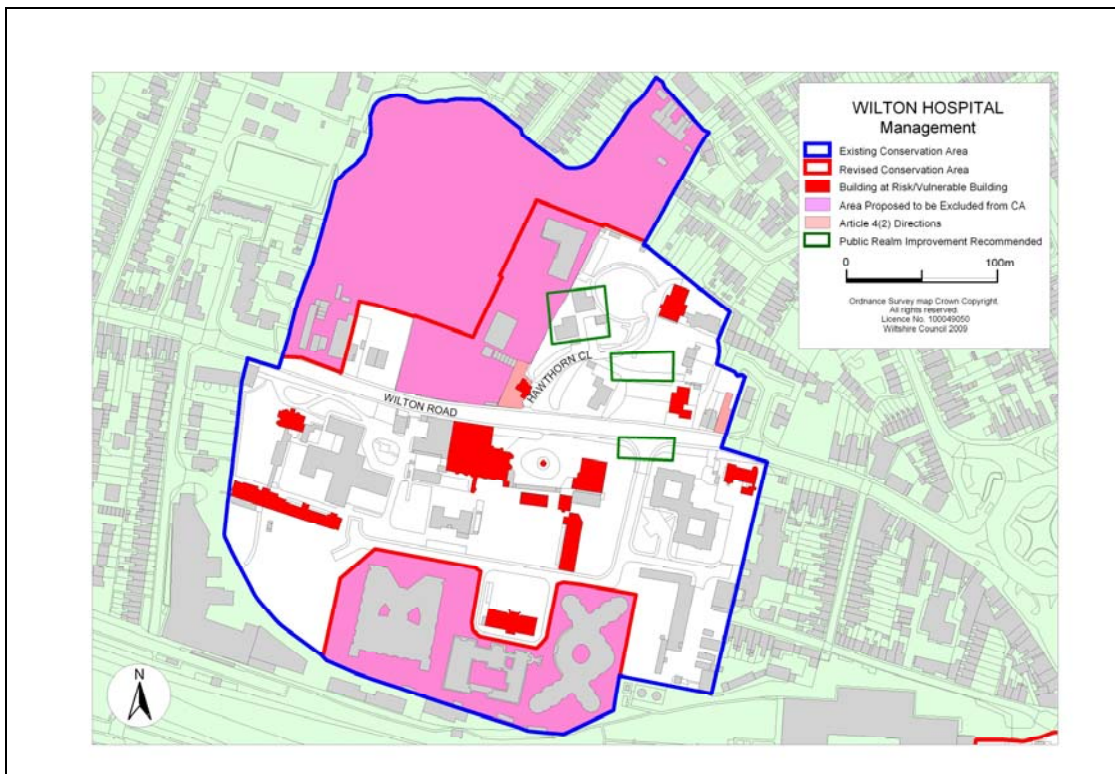 WILTON HOSPITAL
Management
Existing Conservation Area
Revised Conservation Area
Building at Risk/Vulnerable Building
Area Proposed to be Excluded from CA
Article 4(2) Directions
Public Realm Improvement Recommended
0
100m
Ordnance Survey map Crown Copyright.
All rights reserved.
Licence No. 100049050
Wiltshire Council 2009
HAWTHORN CL
WILTON ROAD
N